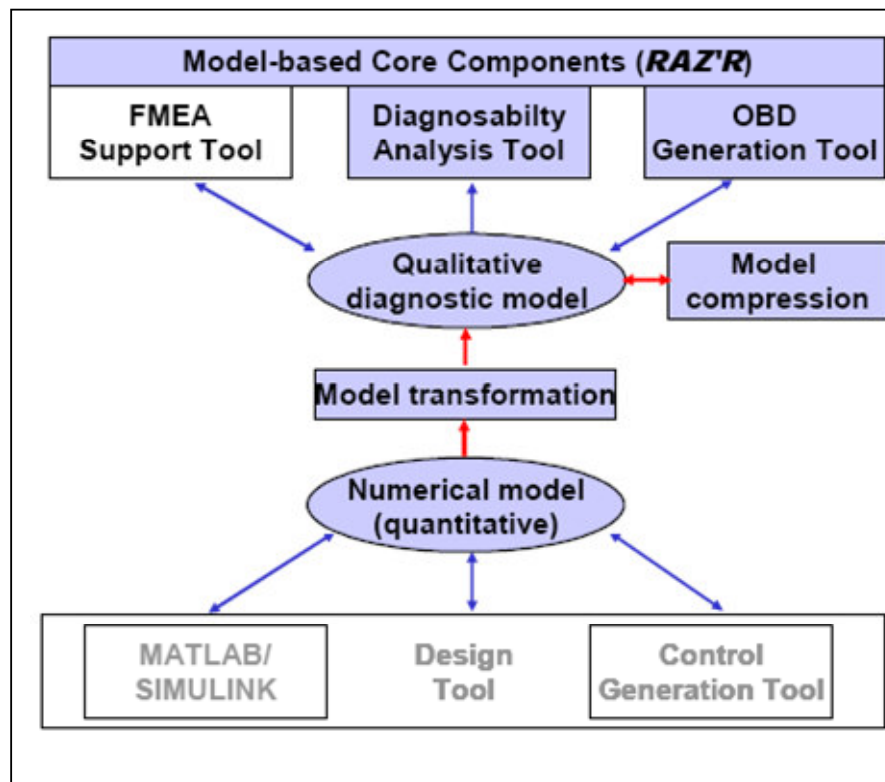 Model-based Core Components (RAZ'R)
FMEA
Support Tool
Diagnosabilty
Analysis Tool
OBD
Generation Tool
Qualitative
diagnostic model
Model
compression
Model transformation
Numerical model
(quantitative)
MATLAB/
SIMULINK
Design
Tool
Control
Generation Tool